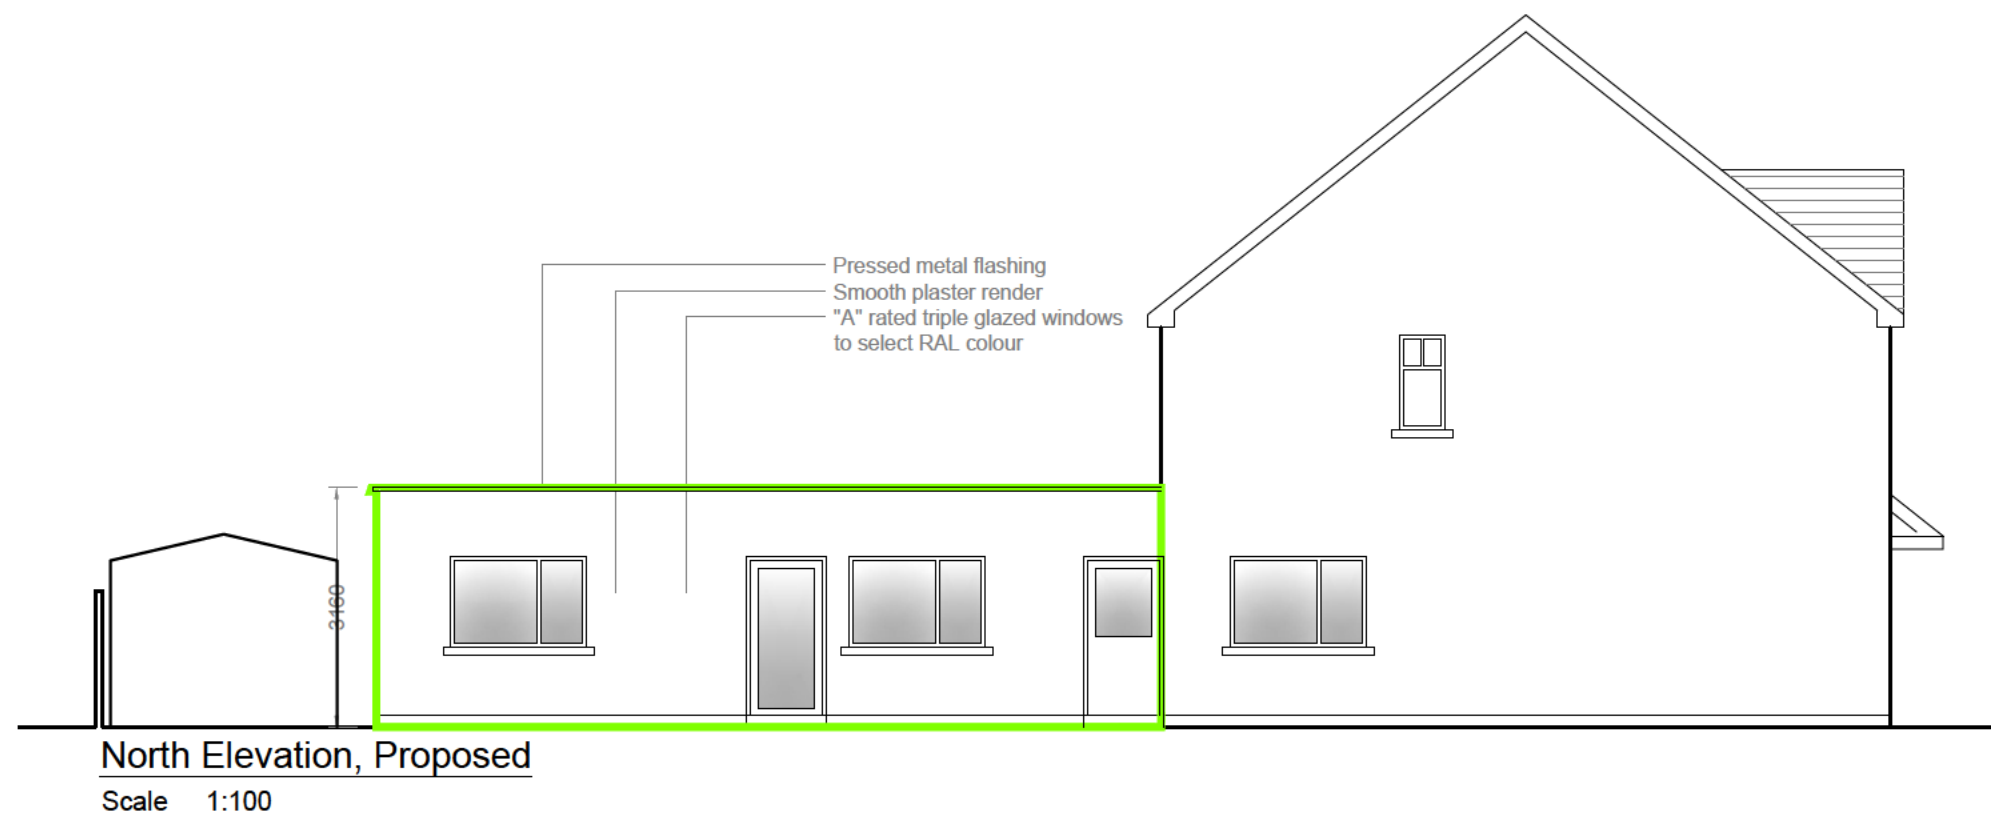 Pressed metal flashing
Smooth plaster render
"A" rated triple glazed windows
to select RAL colour
3160
North Elevation, Proposed
Scale 1:100